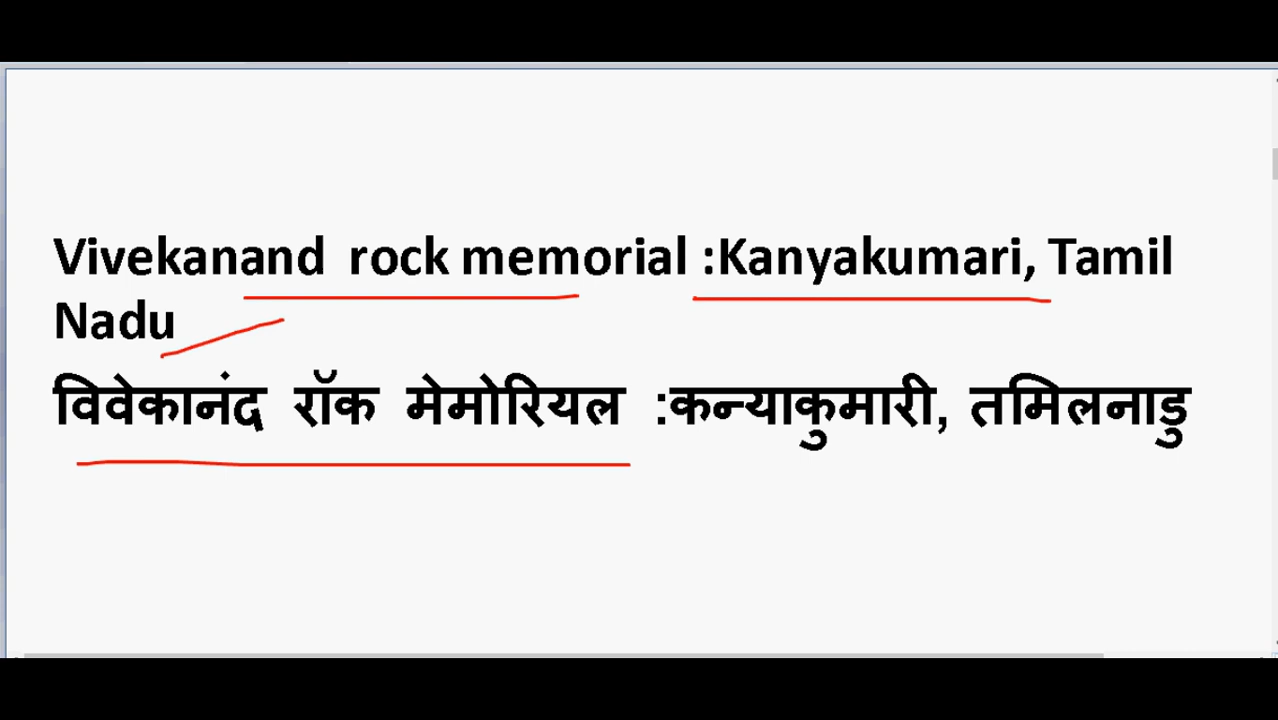 Vivekanand rock memorial :Kanyakumari, Tamil
Nadu
विवेकानंद रॉक मेमोरियल :कन्याकुमारी, तमिलनाडु